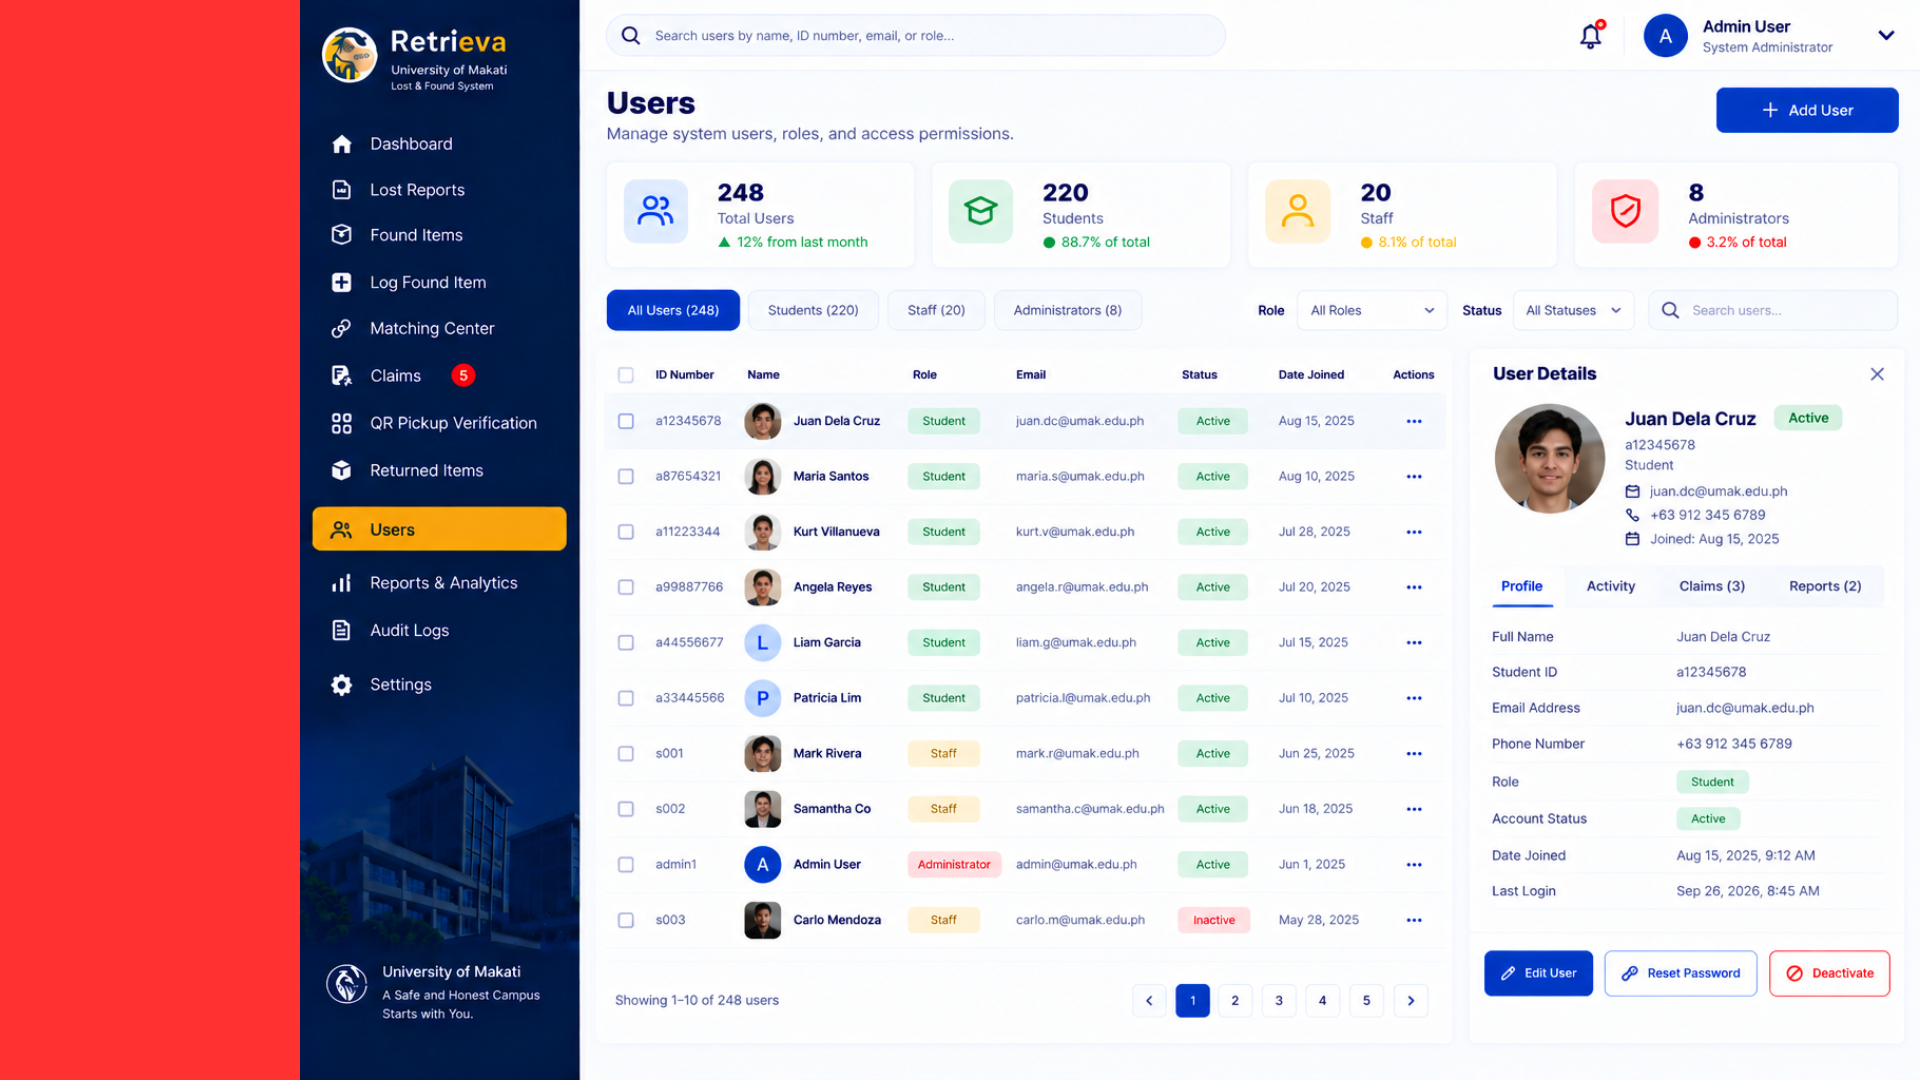 Retrieva
University of Makati
Lost & Found System
Dashboard
Lost Reports
Found Items
Log Found Item
Matching Center
Claims 5
QR Pickup Verification
Returned Items
Users
Reports & Analytics
Audit Logs
Settings
University of Makati
A Safe and Honest Campus
Starts with You.
Search users by name, ID number, email, or role...
A
Admin User
System Administrator
Users
Manage system users, roles, and access permissions.
+ Add User
248
Total Users
▲ 12% from last month
220
Students
88.7% of total
20
Staff
8.1% of total
8
Administrators
3.2% of total
All Users (248) Students (220) Staff (20) Administrators (8) Role All Roles Status All Statuses Search users...
ID Number Name Role Email Status Date Joined Actions
a12345678 Juan Dela Cruz Student juan.dc@umak.edu.ph Active Aug 15, 2025 •••
a87654321 Maria Santos Student maria.s@umak.edu.ph Active Aug 10, 2025 •••
a11223344 Kurt Villanueva Student kurt.v@umak.edu.ph Active Jul 28, 2025 •••
a99887766 Angela Reyes Student angela.r@umak.edu.ph Active Jul 20, 2025 •••
a44556677 L Liam Garcia Student liam.g@umak.edu.ph Active Jul 15, 2025 •••
a33445566 P Patricia Lim Student patricia.l@umak.edu.ph Active Jul 10, 2025 •••
s001 Mark Rivera Staff mark.r@umak.edu.ph Active Jun 25, 2025 •••
s002 Samantha Co Staff samantha.c@umak.edu.ph Active Jun 18, 2025 •••
admin1 A Admin User Administrator admin@umak.edu.ph Active Jun 1, 2025 •••
s003 Carlo Mendoza Staff carlo.m@umak.edu.ph Inactive May 28, 2025 •••
Showing 1–10 of 248 users
‹ 1 2 3 4 5 ›
User Details
Juan Dela Cruz Active
a12345678
Student
juan.dc@umak.edu.ph
+63 912 345 6789
Joined: Aug 15, 2025
Profile Activity Claims (3) Reports (2)
Full Name Juan Dela Cruz
Student ID a12345678
Email Address juan.dc@umak.edu.ph
Phone Number +63 912 345 6789
Role Student
Account Status Active
Date Joined Aug 15, 2025, 9:12 AM
Last Login Sep 26, 2026, 8:45 AM
Edit User Reset Password Deactivate